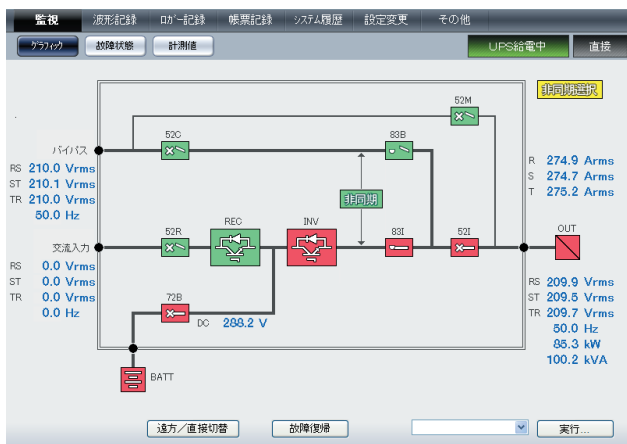 監視 波形記録 ロガー記録 帳票記録 システム履歴 設定変更 その他
グラフィック 故障状態 計測値 UPS給電中 直接
非同期選択
52M
52C 83B
バイパス
RS 210.0 Vrms
ST 210.1 Vrms
TR 210.0 Vrms
50.0 Hz
R 274.9 Arms
S 274.7 Arms
T 275.2 Arms
非同期
52R REC INV 83I 52I OUT
交流入力
RS 0.0 Vrms
ST 0.0 Vrms
TR 0.0 Vrms
0.0 Hz
72B
DC 288.2 V
RS 209.9 Vrms
ST 209.5 Vrms
TR 209.7 Vrms
50.0 Hz
85.3 kW
100.2 kVA
BATT
遠方／直接切替 故障復帰 実行...